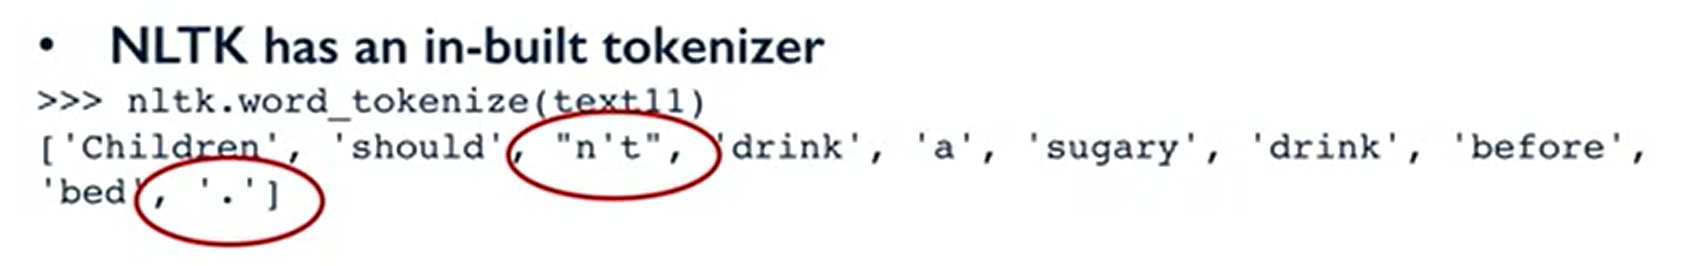 • NLTK has an in-built tokenizer
>>> nltk.word_tokenize(text11)
['Children', 'should', "n't", 'drink', 'a', 'sugary', 'drink', 'before',
'bed', '.']